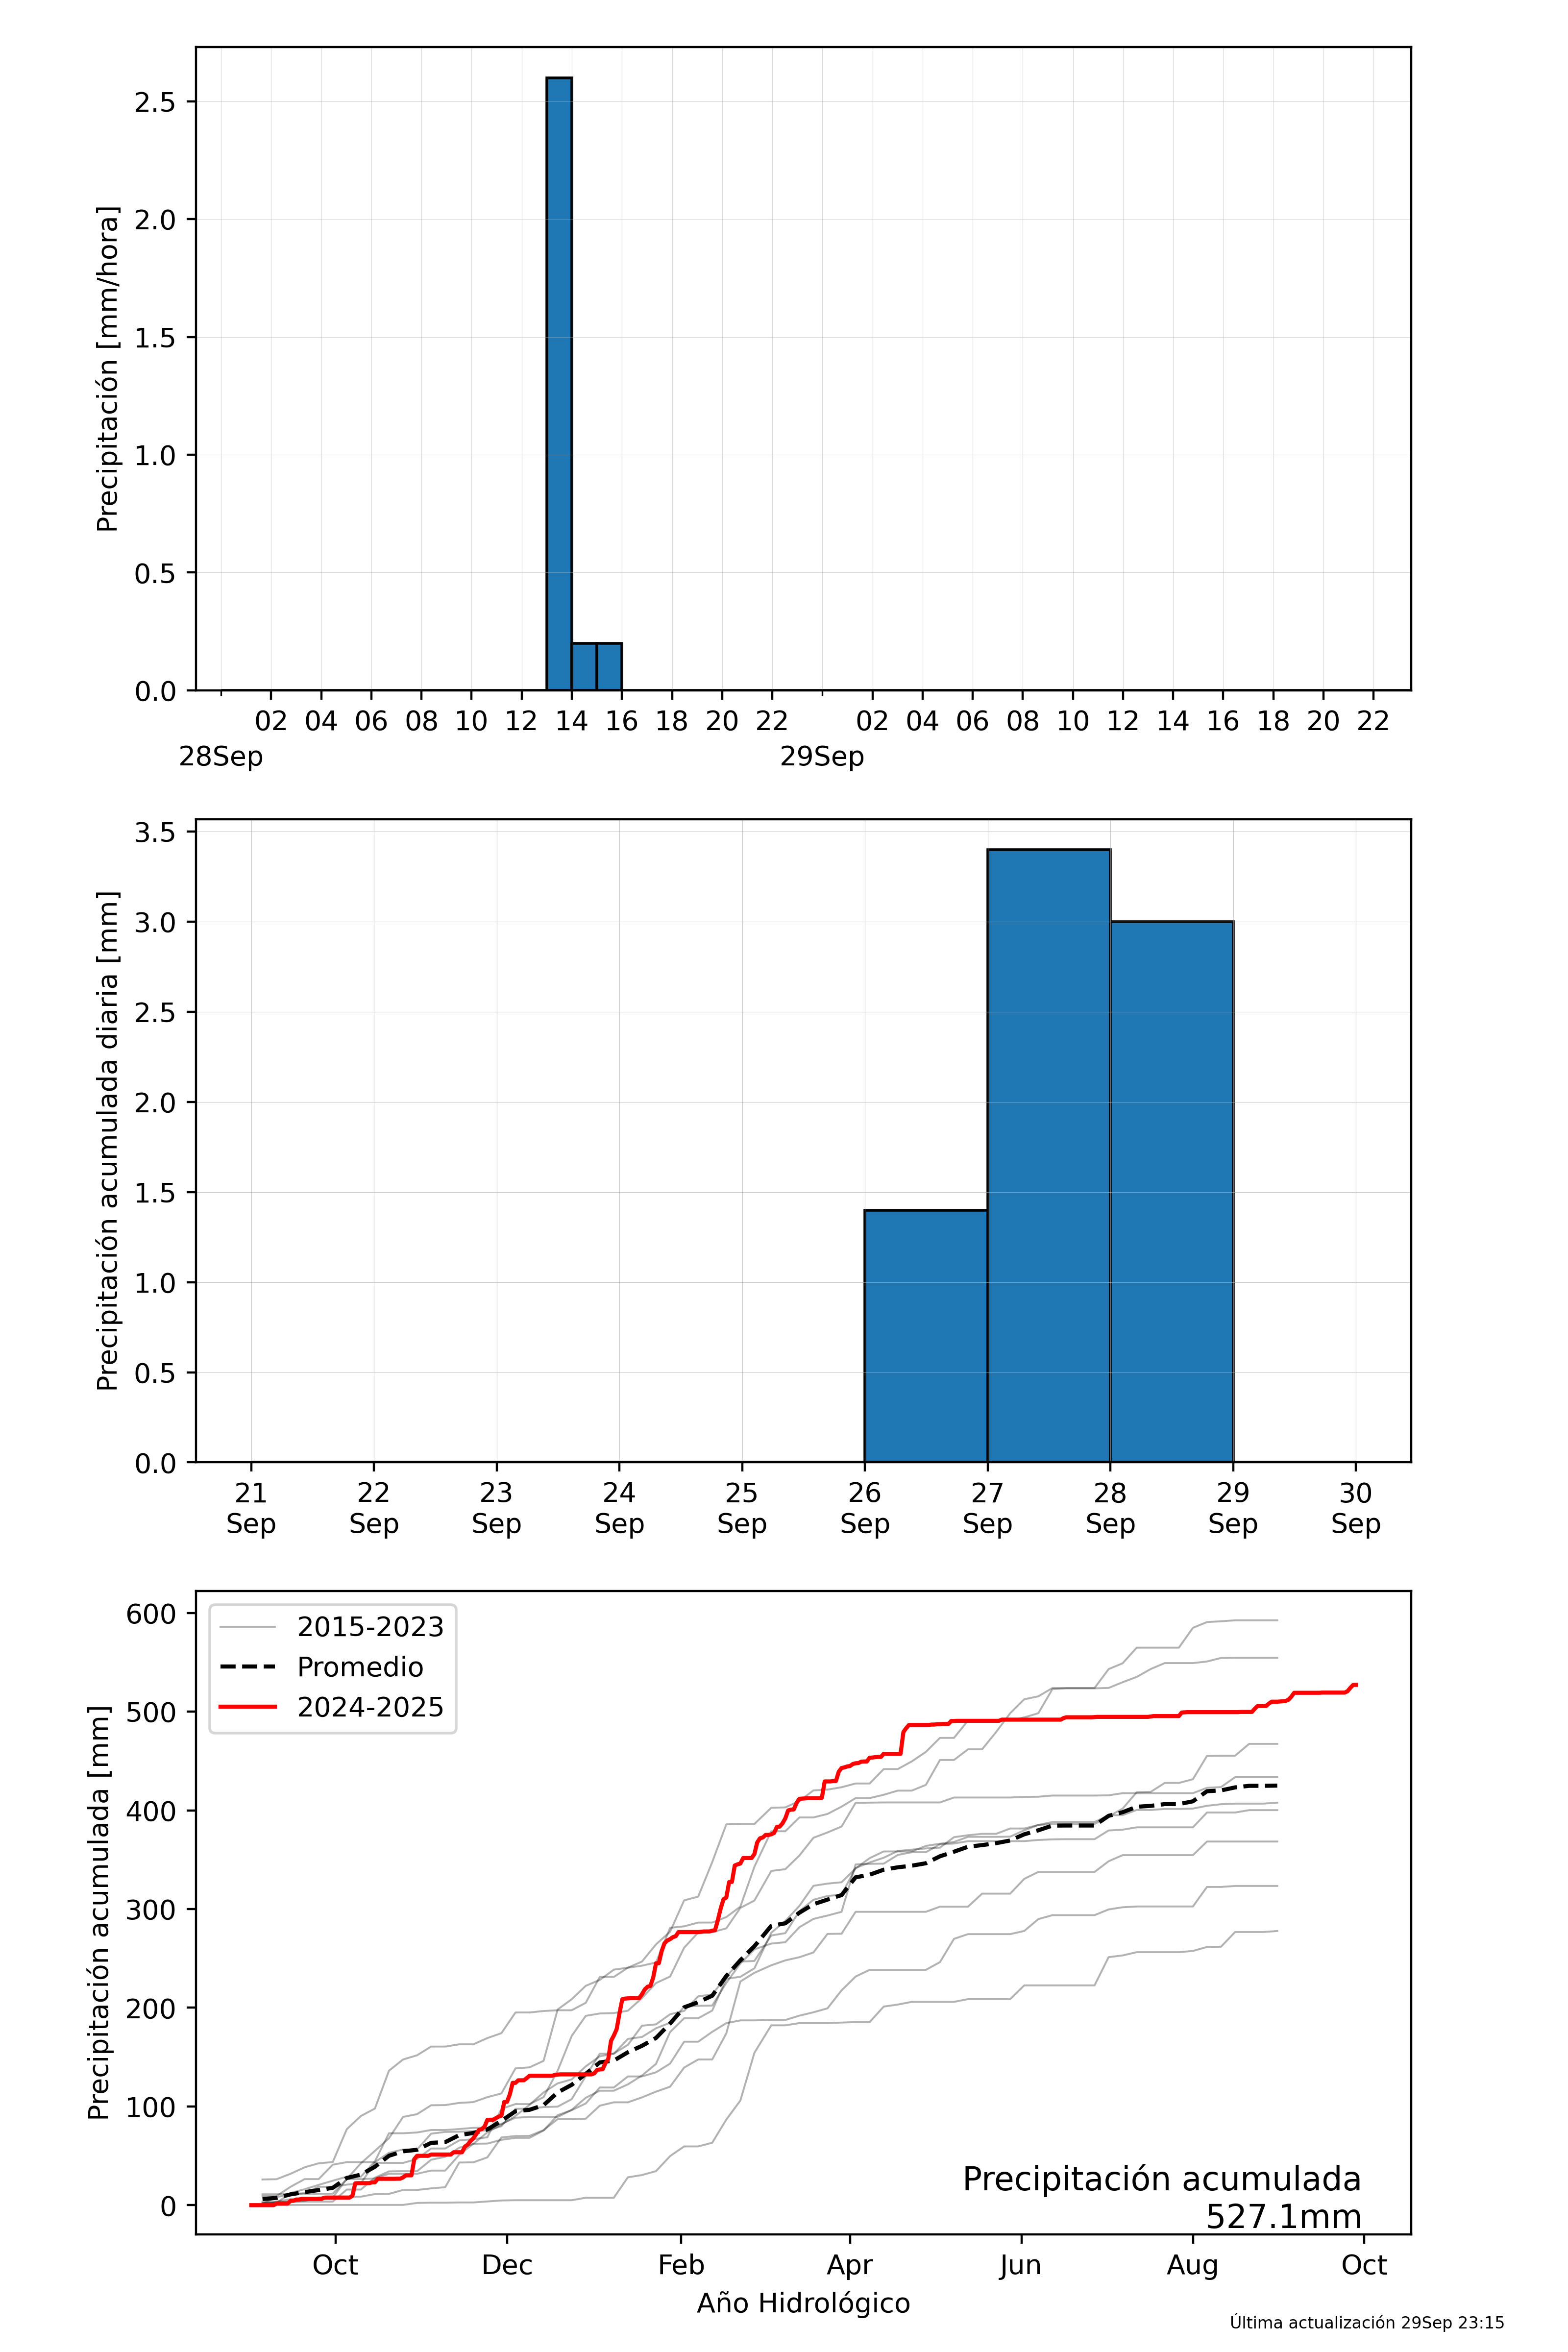 2.5
2.0
1.5
1.0
0.5
0.0
Precipitación [mm/hora]
02 04 06 08 10 12 14 16 18 20 22 02 04 06 08 10 12 14 16 18 20 22
28Sep 29Sep
3.5
3.0
2.5
2.0
1.5
1.0
0.5
0.0
Precipitación acumulada diaria [mm]
21 22 23 24 25 26 27 28 29 30
Sep Sep Sep Sep Sep Sep Sep Sep Sep Sep
600
500
400
300
200
100
0
Precipitación acumulada [mm]
2015-2023
Promedio
2024-2025
Precipitación acumulada
527.1mm
Oct Dec Feb Apr Jun Aug Oct
Año Hidrológico
Última actualización 29Sep 23:15